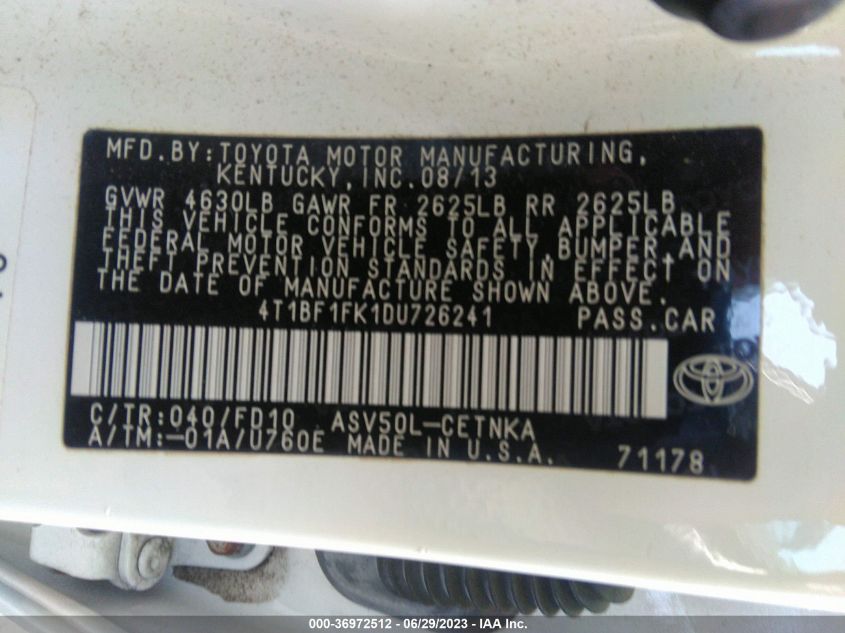 MFD.BY:TOYOTA MOTOR MANUFACTURING,
KENTUCKY, INC. 08/13
GVWR 4630LB GAWR FR 2625LB RR 2625LB
THIS VEHICLE CONFORMS TO ALL APPLICABLE
FEDERAL MOTOR VEHICLE SAFETY, BUMPER, AND
THEFT PREVENTION STANDARDS IN EFFECT ON
THE DATE OF MANUFACTURE SHOWN ABOVE.
4T1BF1FK1DU726241 PASS.CAR
C/TR:040/FD10 ASV50L-CETNKA
A/TM:-01A/U760E MADE IN U.S.A. 71178
000-36972512 - 06/29/2023 - IAA Inc.